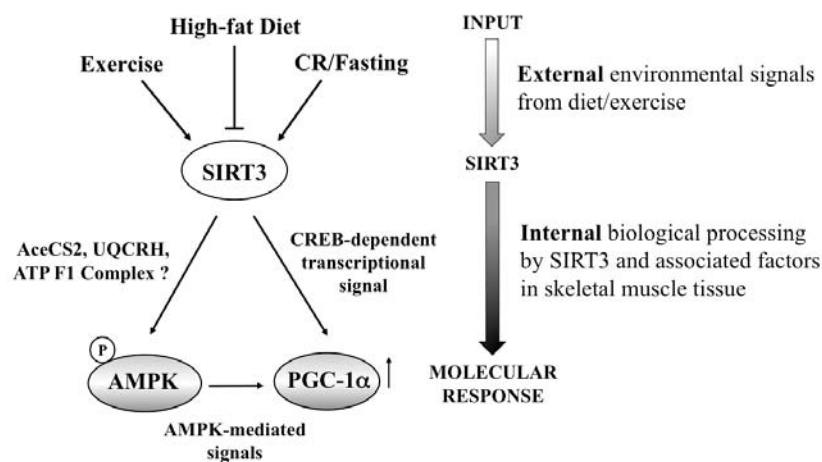 High-fat Diet
Exercise
CR/Fasting
SIRT3
AceCS2, UQCRH,
ATP F1 Complex ?
CREB-dependent
transcriptional
signal
P
AMPK
PGC-1α
AMPK-mediated
signals
INPUT
External environmental signals
from diet/exercise
SIRT3
Internal biological processing
by SIRT3 and associated factors
in skeletal muscle tissue
MOLECULAR
RESPONSE